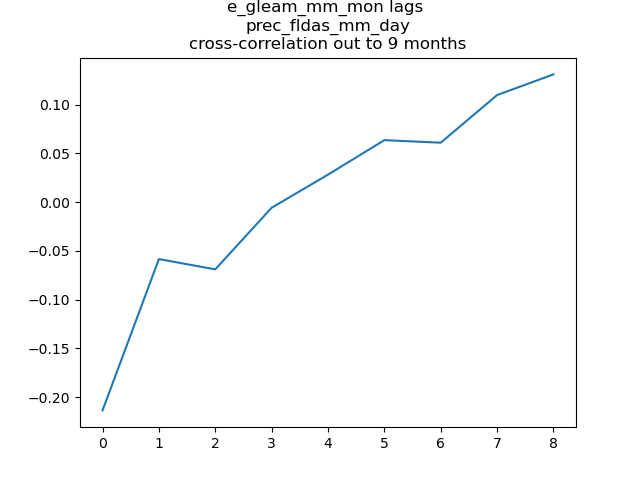 e_gleam_mm_mon lags
prec_fldas_mm_day
cross-correlation out to 9 months
0.10
0.05
0.00
−0.05
−0.10
−0.15
−0.20
0 1 2 3 4 5 6 7 8